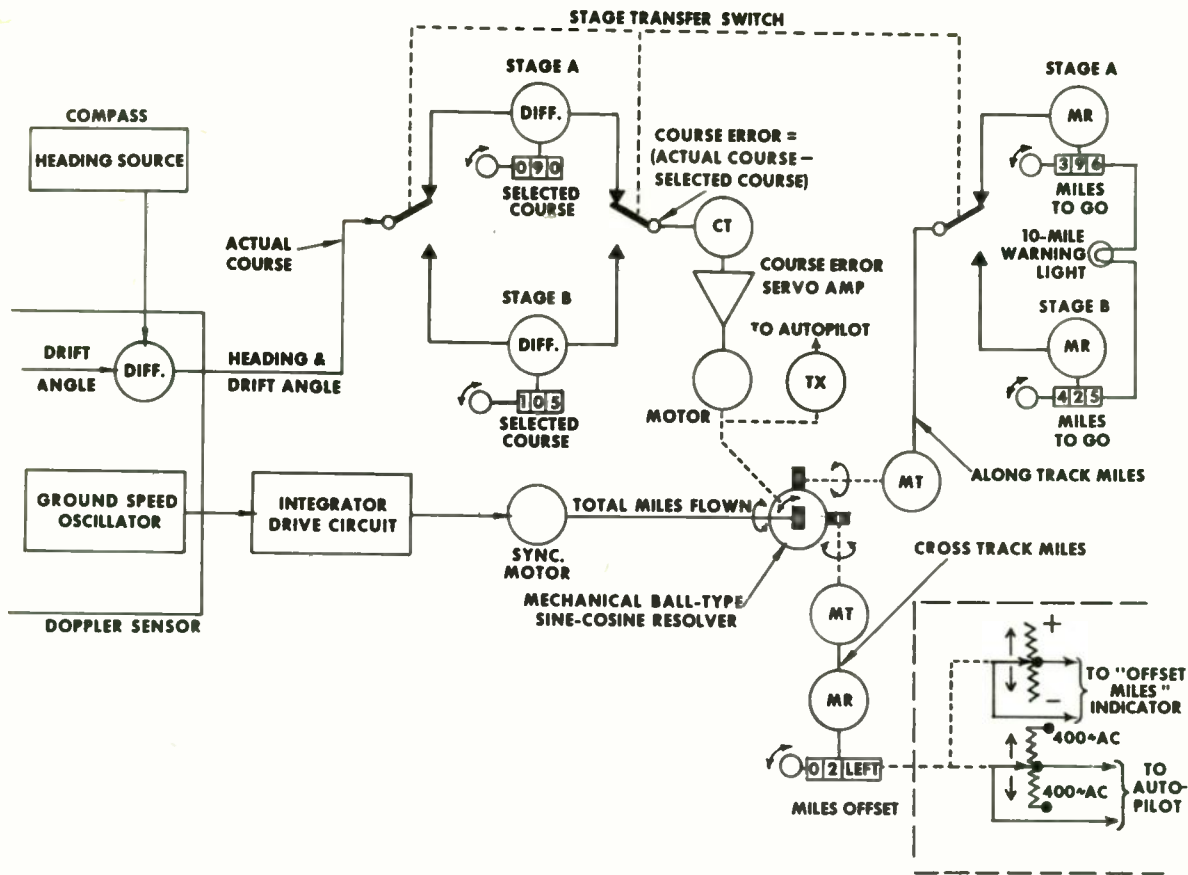 STAGE TRANSFER SWITCH
STAGE A
DIFF.
0 9 0
SELECTED
COURSE
COMPASS
HEADING SOURCE
ACTUAL
COURSE
COURSE ERROR =
(ACTUAL COURSE –
SELECTED COURSE)
CT
COURSE ERROR
SERVO AMP
STAGE A
MR
3 9 6
MILES
TO GO
10-MILE
WARNING
LIGHT
STAGE B
MR
4 2 5
MILES
TO GO
STAGE B
DIFF.
1 0 5
SELECTED
COURSE
DRIFT
ANGLE
DIFF.
HEADING &
DRIFT ANGLE
TO AUTOPILOT
TX
MOTOR
ALONG TRACK MILES
MT
GROUND SPEED
OSCILLATOR
INTEGRATOR
DRIVE CIRCUIT
SYNC.
MOTOR
TOTAL MILES FLOWN
MECHANICAL BALL-TYPE
SINE-COSINE RESOLVER
DOPPLER SENSOR
CROSS TRACK MILES
MT
MR
0 2 LEFT
MILES OFFSET
+
–
TO "OFFSET
MILES"
INDICATOR
400~AC
400~AC
TO
AUTO-
PILOT